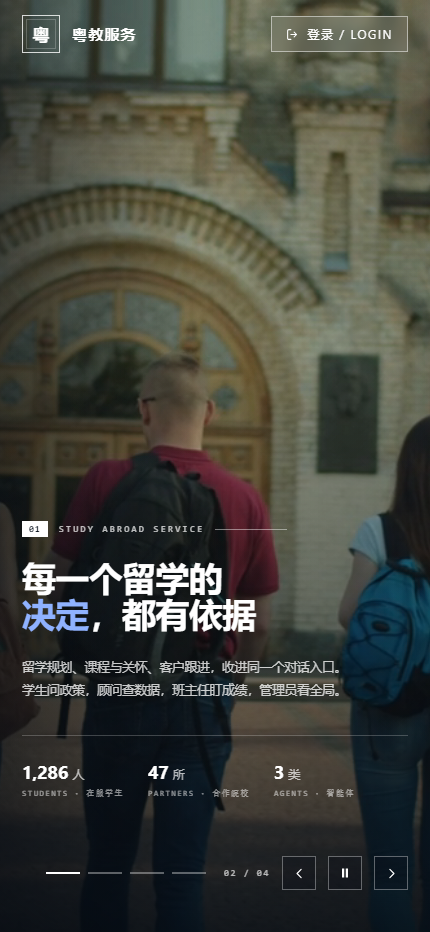 粤 粤教服务 登录 / LOGIN
01 STUDY ABROAD SERVICE
每一个留学的
决定，都有依据
留学规划、课程与关怀、客户跟进，收进同一个对话入口。
学生问政策，顾问查数据，班主任盯成绩，管理员看全局。
1,286 人 47 所 3 类
STUDENTS · 在册学生 PARTNERS · 合作院校 AGENTS · 智能体
02 / 04